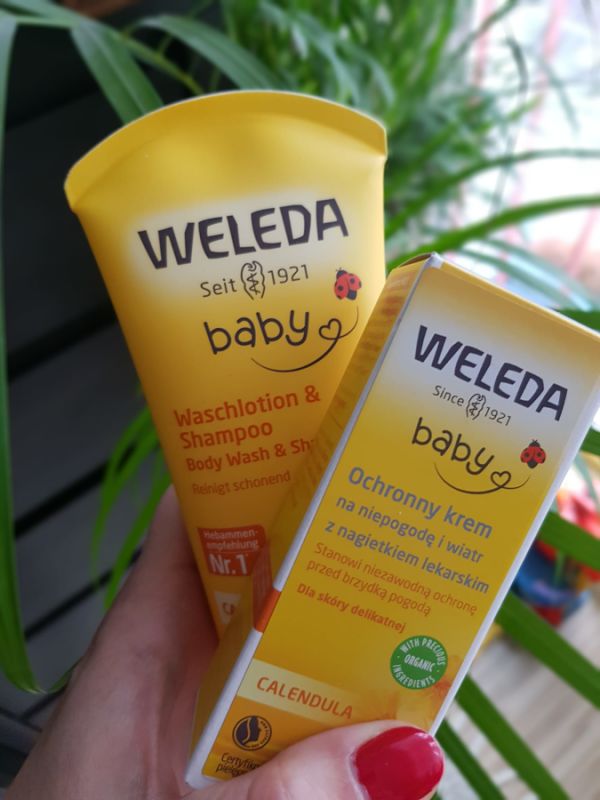 WELEDA
Seit 1921
baby
Waschlotion &
Shampoo
Body Wash &
Reinigt schonend
Hebammen-
empfehlung
Nr.1
WELEDA
Since 1921
baby
Ochronny krem
na niepogodę i wiatr
z nagietkiem lekarskim
Stanowi niezawodną ochronę
przed brzydką pogodą
Dla skóry delikatnej
WITH PRECIOUS
ORGANIC
INGREDIENTS
CALENDULA